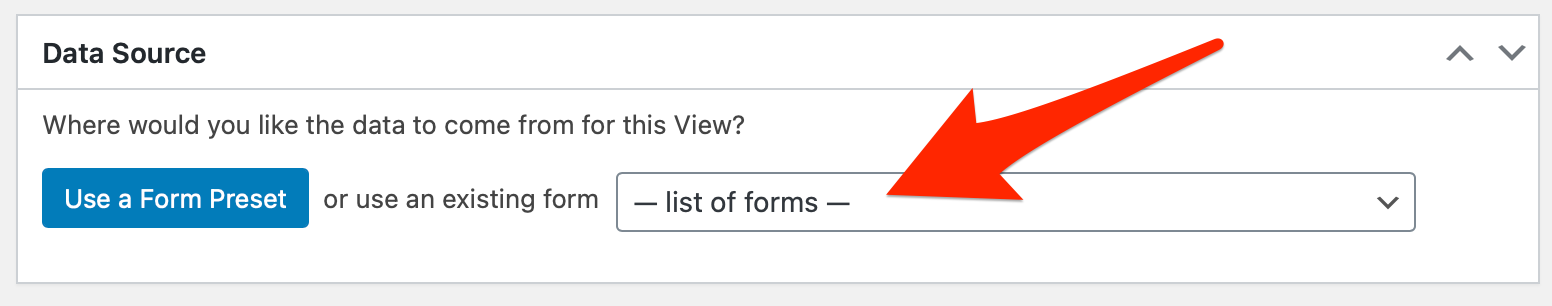 Data Source
Where would you like the data to come from for this View?
Use a Form Preset or use an existing form — list of forms —